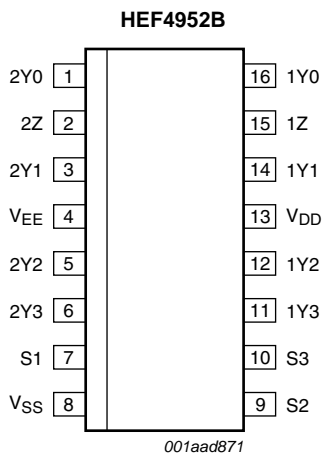 HEF4952B
2Y0 1 16 1Y0
2Z 2 15 1Z
2Y1 3 14 1Y1
VEE 4 13 VDD
2Y2 5 12 1Y2
2Y3 6 11 1Y3
S1 7 10 S3
VSS 8 9 S2
001aad871